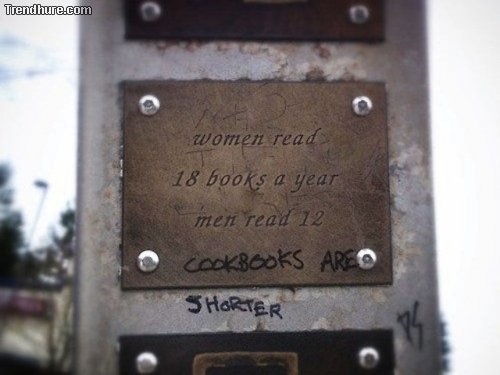 Trendhure.com
women read
18 books a year
men read 12
COOKBOOKS ARE
SHORTER